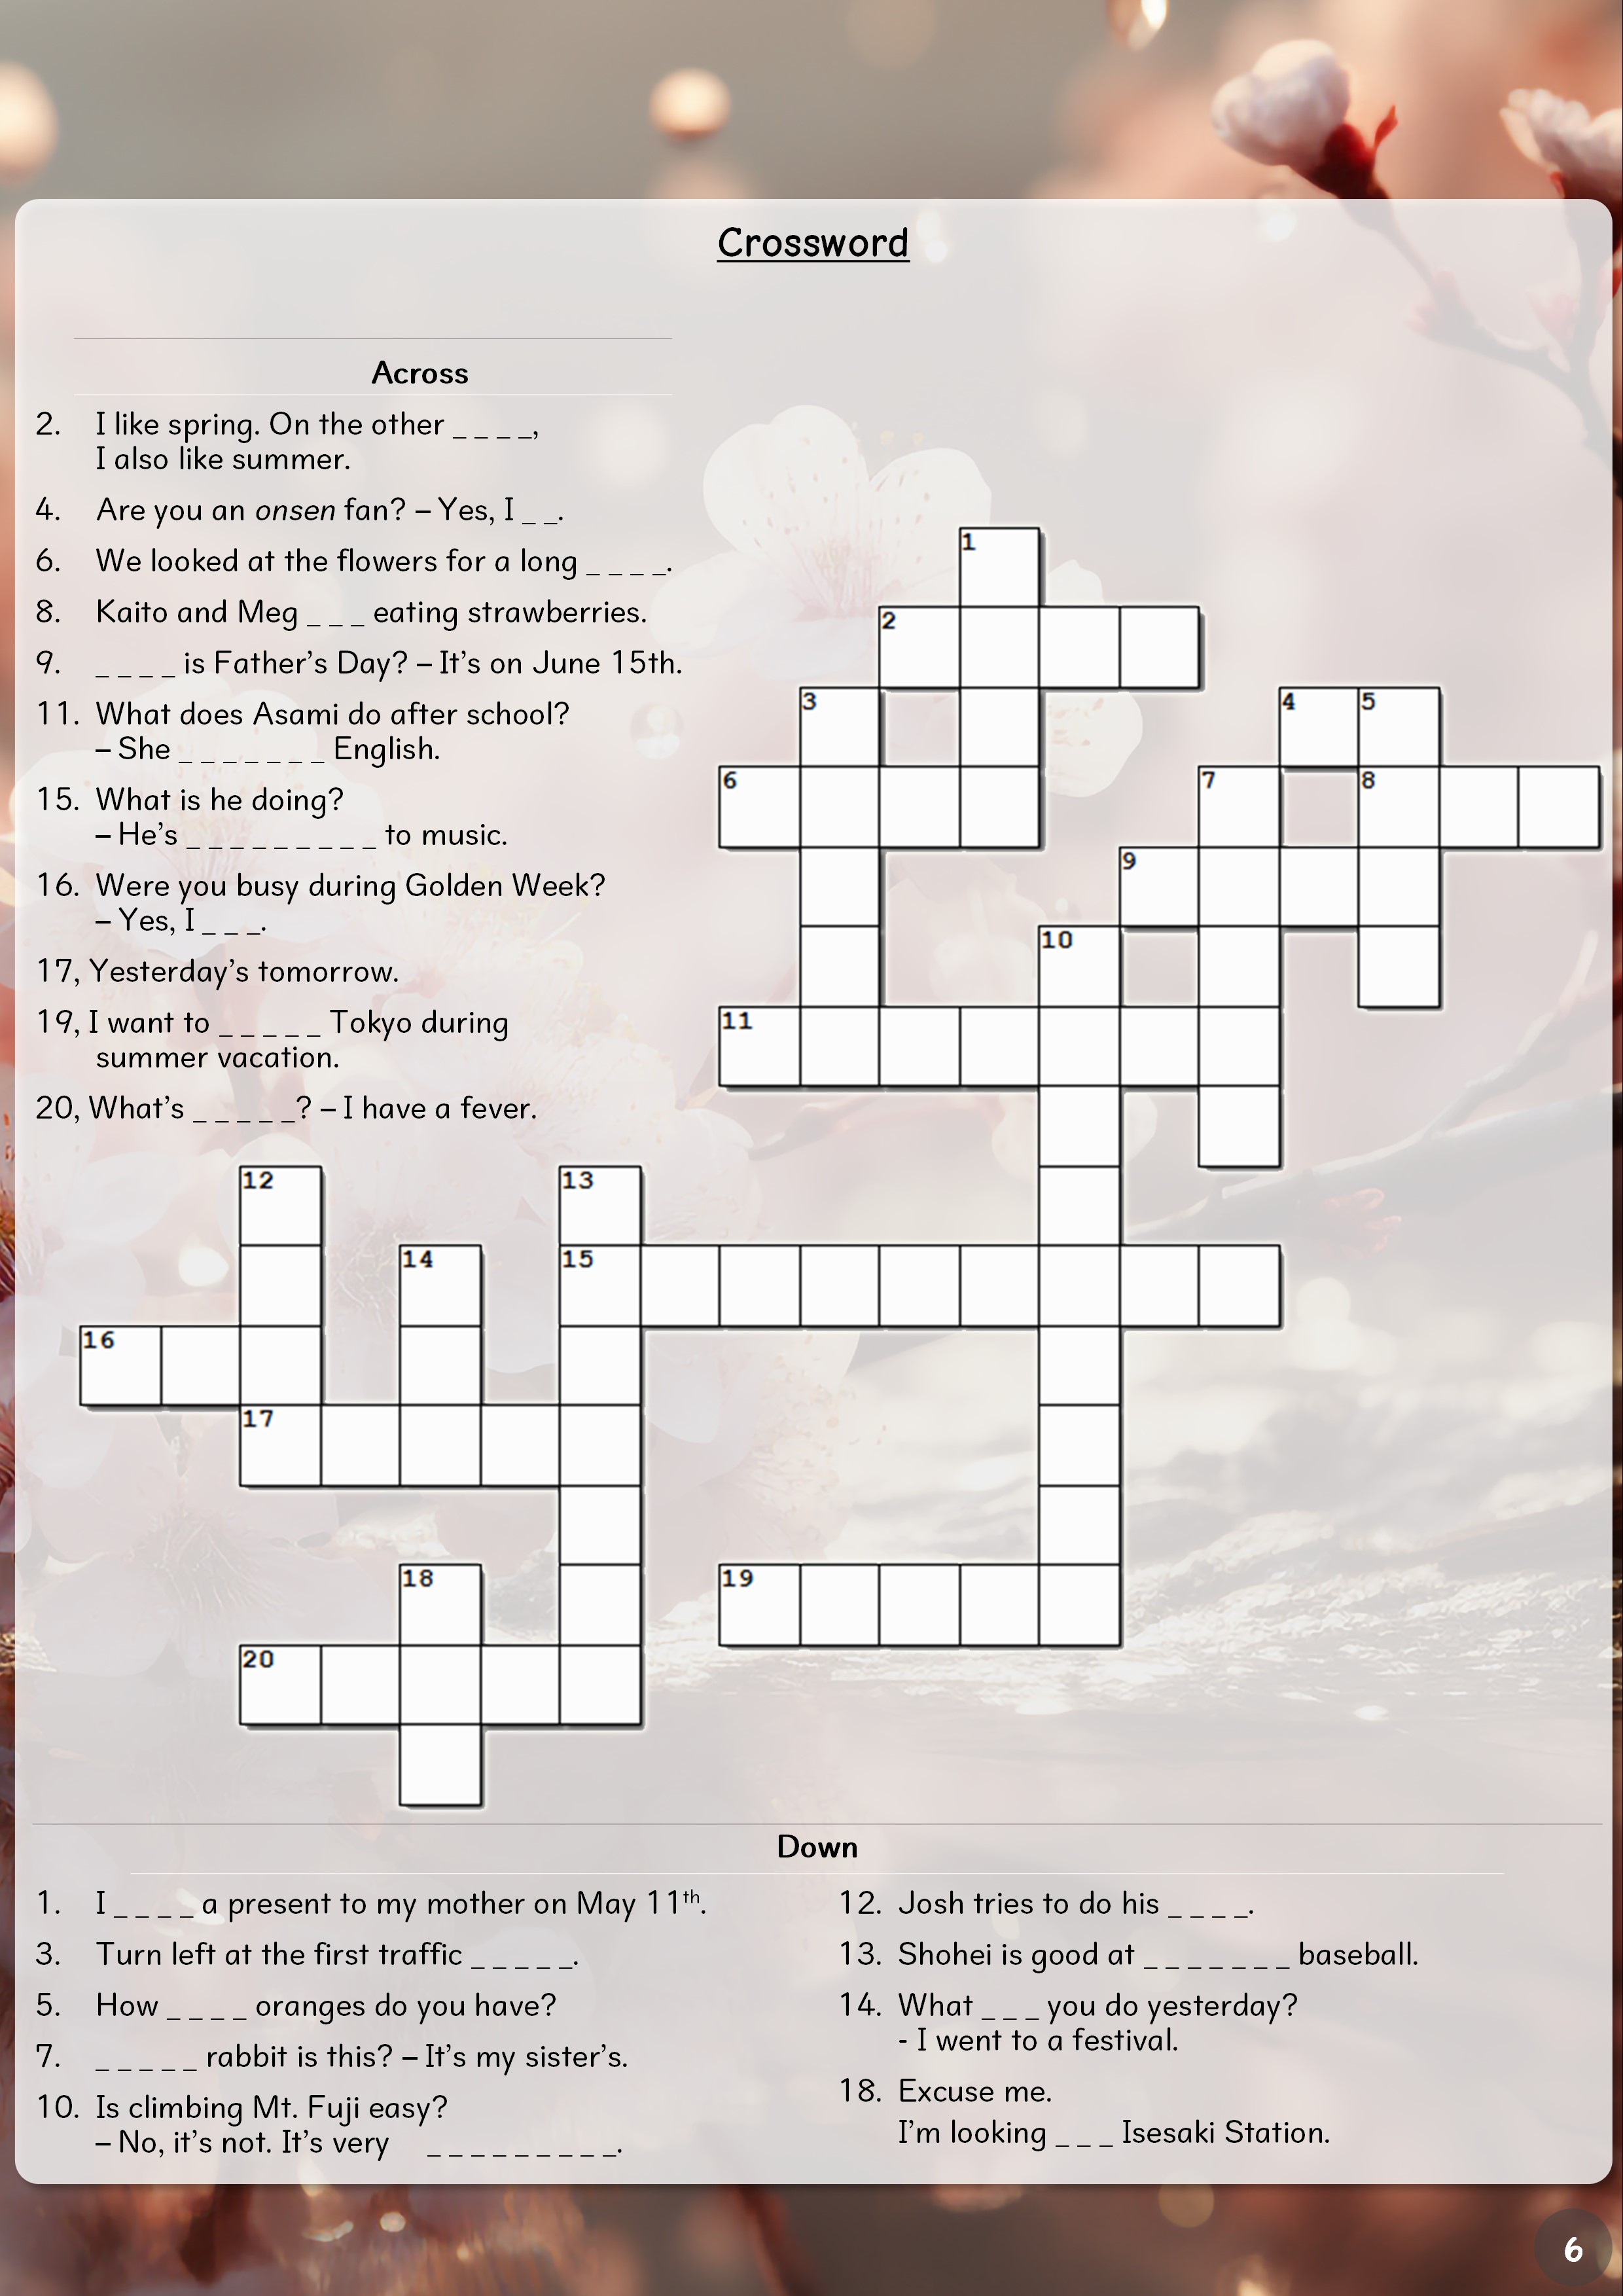 Crossword
Across
2. I like spring. On the other _ _ _ _,
I also like summer.
4. Are you an onsen fan? – Yes, I _ _.
6. We looked at the flowers for a long _ _ _ _.
8. Kaito and Meg _ _ _ eating strawberries.
9. _ _ _ _ is Father’s Day? – It’s on June 15th.
11. What does Asami do after school?
– She _ _ _ _ _ _ _ English.
15. What is he doing?
– He’s _ _ _ _ _ _ _ _ _ to music.
16. Were you busy during Golden Week?
– Yes, I _ _ _.
17, Yesterday’s tomorrow.
19, I want to _ _ _ _ _ Tokyo during
summer vacation.
20, What’s _ _ _ _ _? – I have a fever.
1
2
3
4 5
6
7
8
9
10
11
12
13
14
15
16
17
18
19
20
Down
1. I _ _ _ _ a present to my mother on May 11th.
3. Turn left at the first traffic _ _ _ _ _.
5. How _ _ _ _ oranges do you have?
7. _ _ _ _ _ rabbit is this? – It’s my sister’s.
10. Is climbing Mt. Fuji easy?
– No, it’s not. It’s very _ _ _ _ _ _ _ _ _.
12. Josh tries to do his _ _ _ _.
13. Shohei is good at _ _ _ _ _ _ _ baseball.
14. What _ _ _ you do yesterday?
- I went to a festival.
18. Excuse me.
I’m looking _ _ _ Isesaki Station.
6